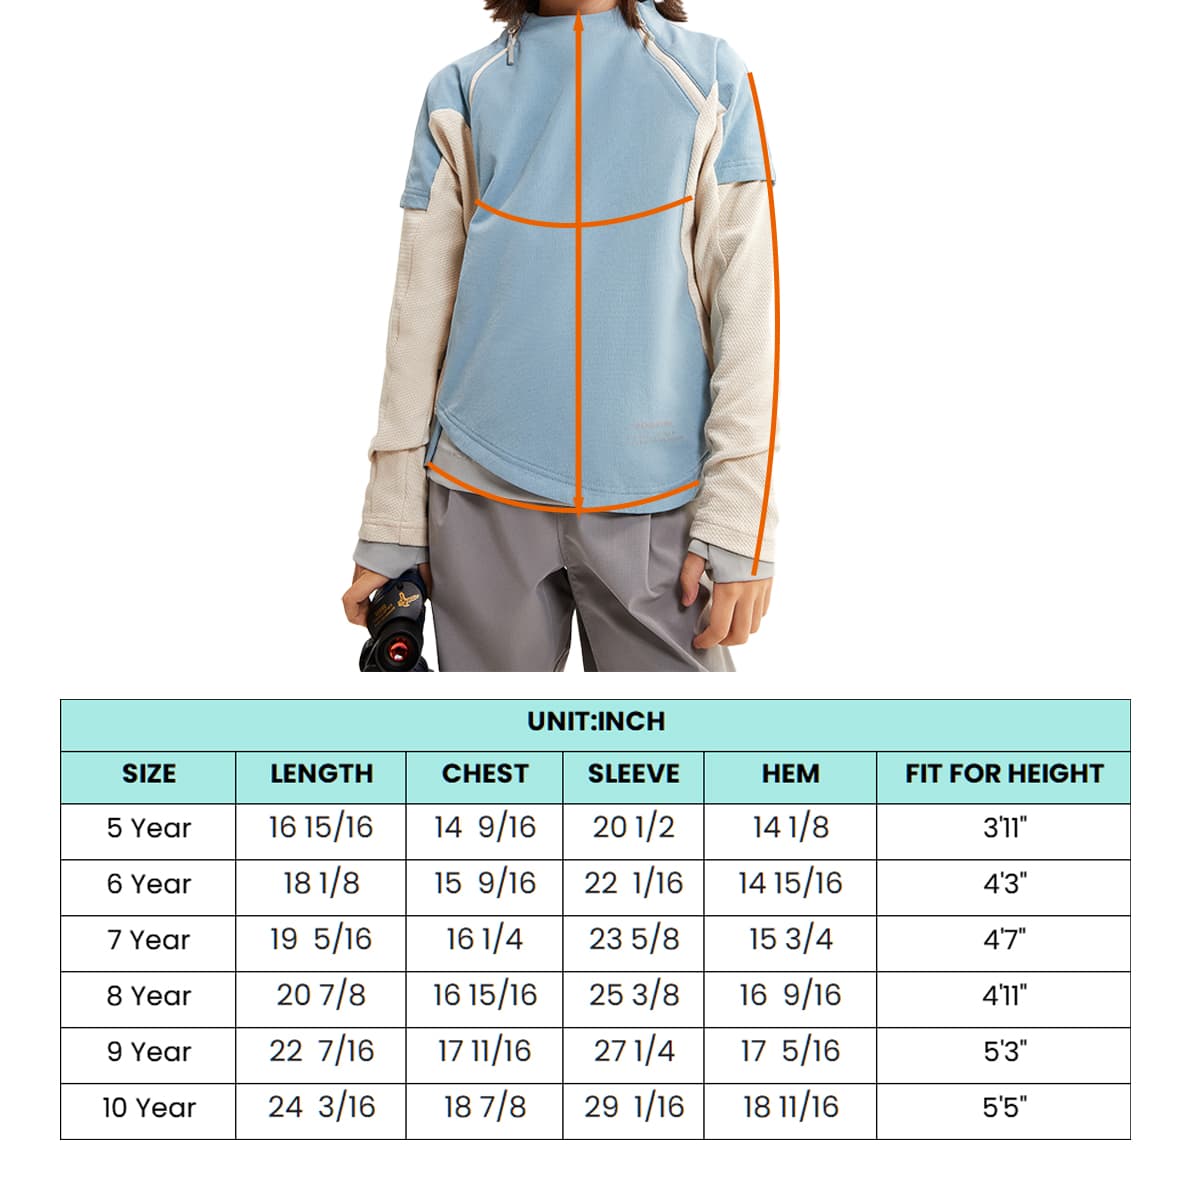 UNIT:INCH
SIZE LENGTH CHEST SLEEVE HEM FIT FOR HEIGHT
5 Year 16 15/16 14 9/16 20 1/2 14 1/8 3'11"
6 Year 18 1/8 15 9/16 22 1/16 14 15/16 4'3"
7 Year 19 5/16 16 1/4 23 5/8 15 3/4 4'7"
8 Year 20 7/8 16 15/16 25 3/8 16 9/16 4'11"
9 Year 22 7/16 17 11/16 27 1/4 17 5/16 5'3"
10 Year 24 3/16 18 7/8 29 1/16 18 11/16 5'5"